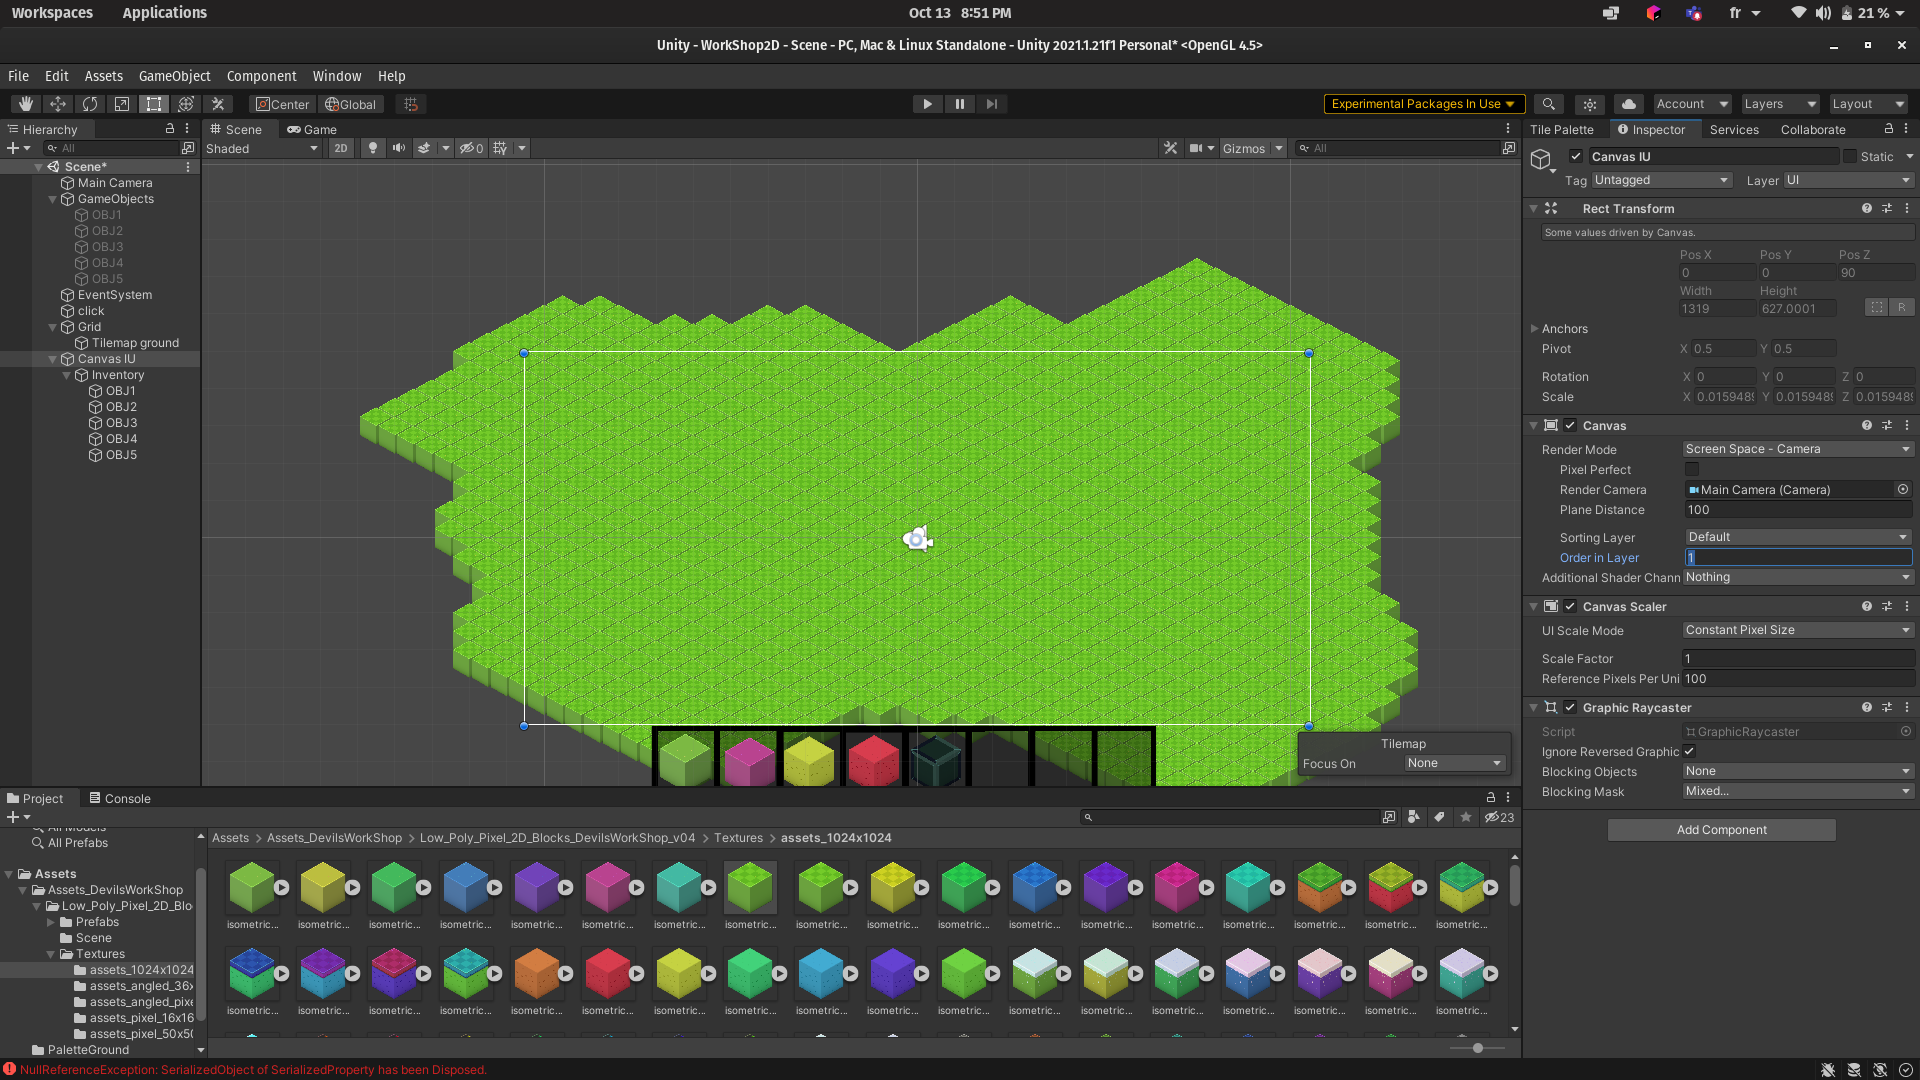 Workspaces Applications Oct 13 8:51 PM fr 21 %
Unity - WorkShop2D - Scene - PC, Mac & Linux Standalone - Unity 2021.1.21f1 Personal* <OpenGL 4.5>
File Edit Assets GameObject Component Window Help
Center Global Experimental Packages In Use Account Layers Layout
Hierarchy
All
Scene*
Main Camera
GameObjects
OBJ1
OBJ2
OBJ3
OBJ4
OBJ5
EventSystem
click
Grid
Tilemap ground
Canvas IU
Inventory
OBJ1
OBJ2
OBJ3
OBJ4
OBJ5
Scene Game
Shaded 2D 0 Gizmos All
Tilemap
Focus On None
Tile Palette Inspector Services Collaborate
Canvas IU Static
Tag Untagged Layer UI
Rect Transform
Some values driven by Canvas.
Pos X Pos Y Pos Z
0 0 90
Width Height
1319 627.0001 R
Anchors
Pivot X 0.5 Y 0.5
Rotation X 0 Y 0 Z 0
Scale X 0.015948 Y 0.015948 Z 0.015948
Canvas
Render Mode Screen Space - Camera
Pixel Perfect
Render Camera Main Camera (Camera)
Plane Distance 100
Sorting Layer Default
Order in Layer 1
Additional Shader Chann Nothing
Canvas Scaler
UI Scale Mode Constant Pixel Size
Scale Factor 1
Reference Pixels Per Uni 100
Graphic Raycaster
Script GraphicRaycaster
Ignore Reversed Graphic
Blocking Objects None
Blocking Mask Mixed...
Add Component
Project Console
23
All Models
All Prefabs
Assets
Assets_DevilsWorkShop
Low_Poly_Pixel_2D_Blo
Prefabs
Scene
Textures
assets_1024x1024
assets_angled_36x
assets_angled_pixe
assets_pixel_16x16
assets_pixel_50x50
PaletteGround
Assets > Assets_DevilsWorkShop > Low_Poly_Pixel_2D_Blocks_DevilsWorkShop_v04 > Textures > assets_1024x1024
isometric... isometric... isometric... isometric... isometric... isometric... isometric... isometric... isometric... isometric... isometric... isometric... isometric... isometric... isometric... isometric... isometric... isometric...
isometric... isometric... isometric... isometric... isometric... isometric... isometric... isometric... isometric... isometric... isometric... isometric... isometric... isometric... isometric... isometric... isometric... isometric...
NullReferenceException: SerializedObject of SerializedProperty has been Disposed.